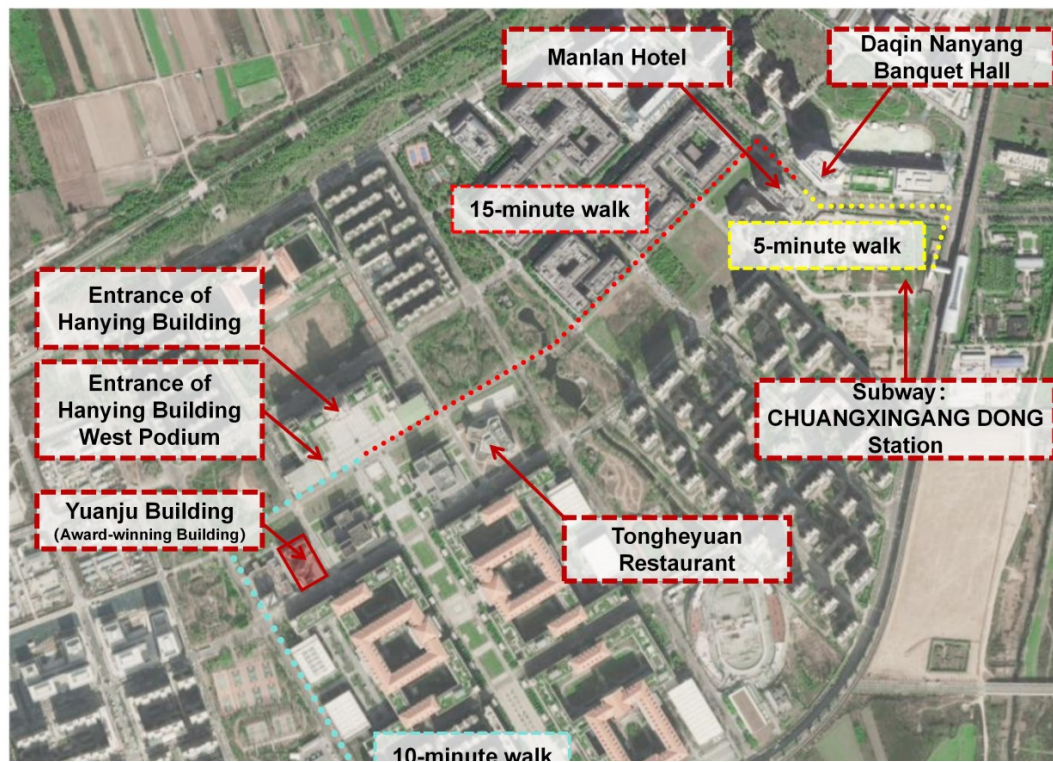 Manlan Hotel
Daqin Nanyang
Banquet Hall
15-minute walk
5-minute walk
Entrance of
Hanying Building
Entrance of
Hanying Building
West Podium
Subway:
CHUANGXINGANG DONG
Station
Yuanju Building
(Award-winning Building)
Tongheyuan
Restaurant
10-minute walk